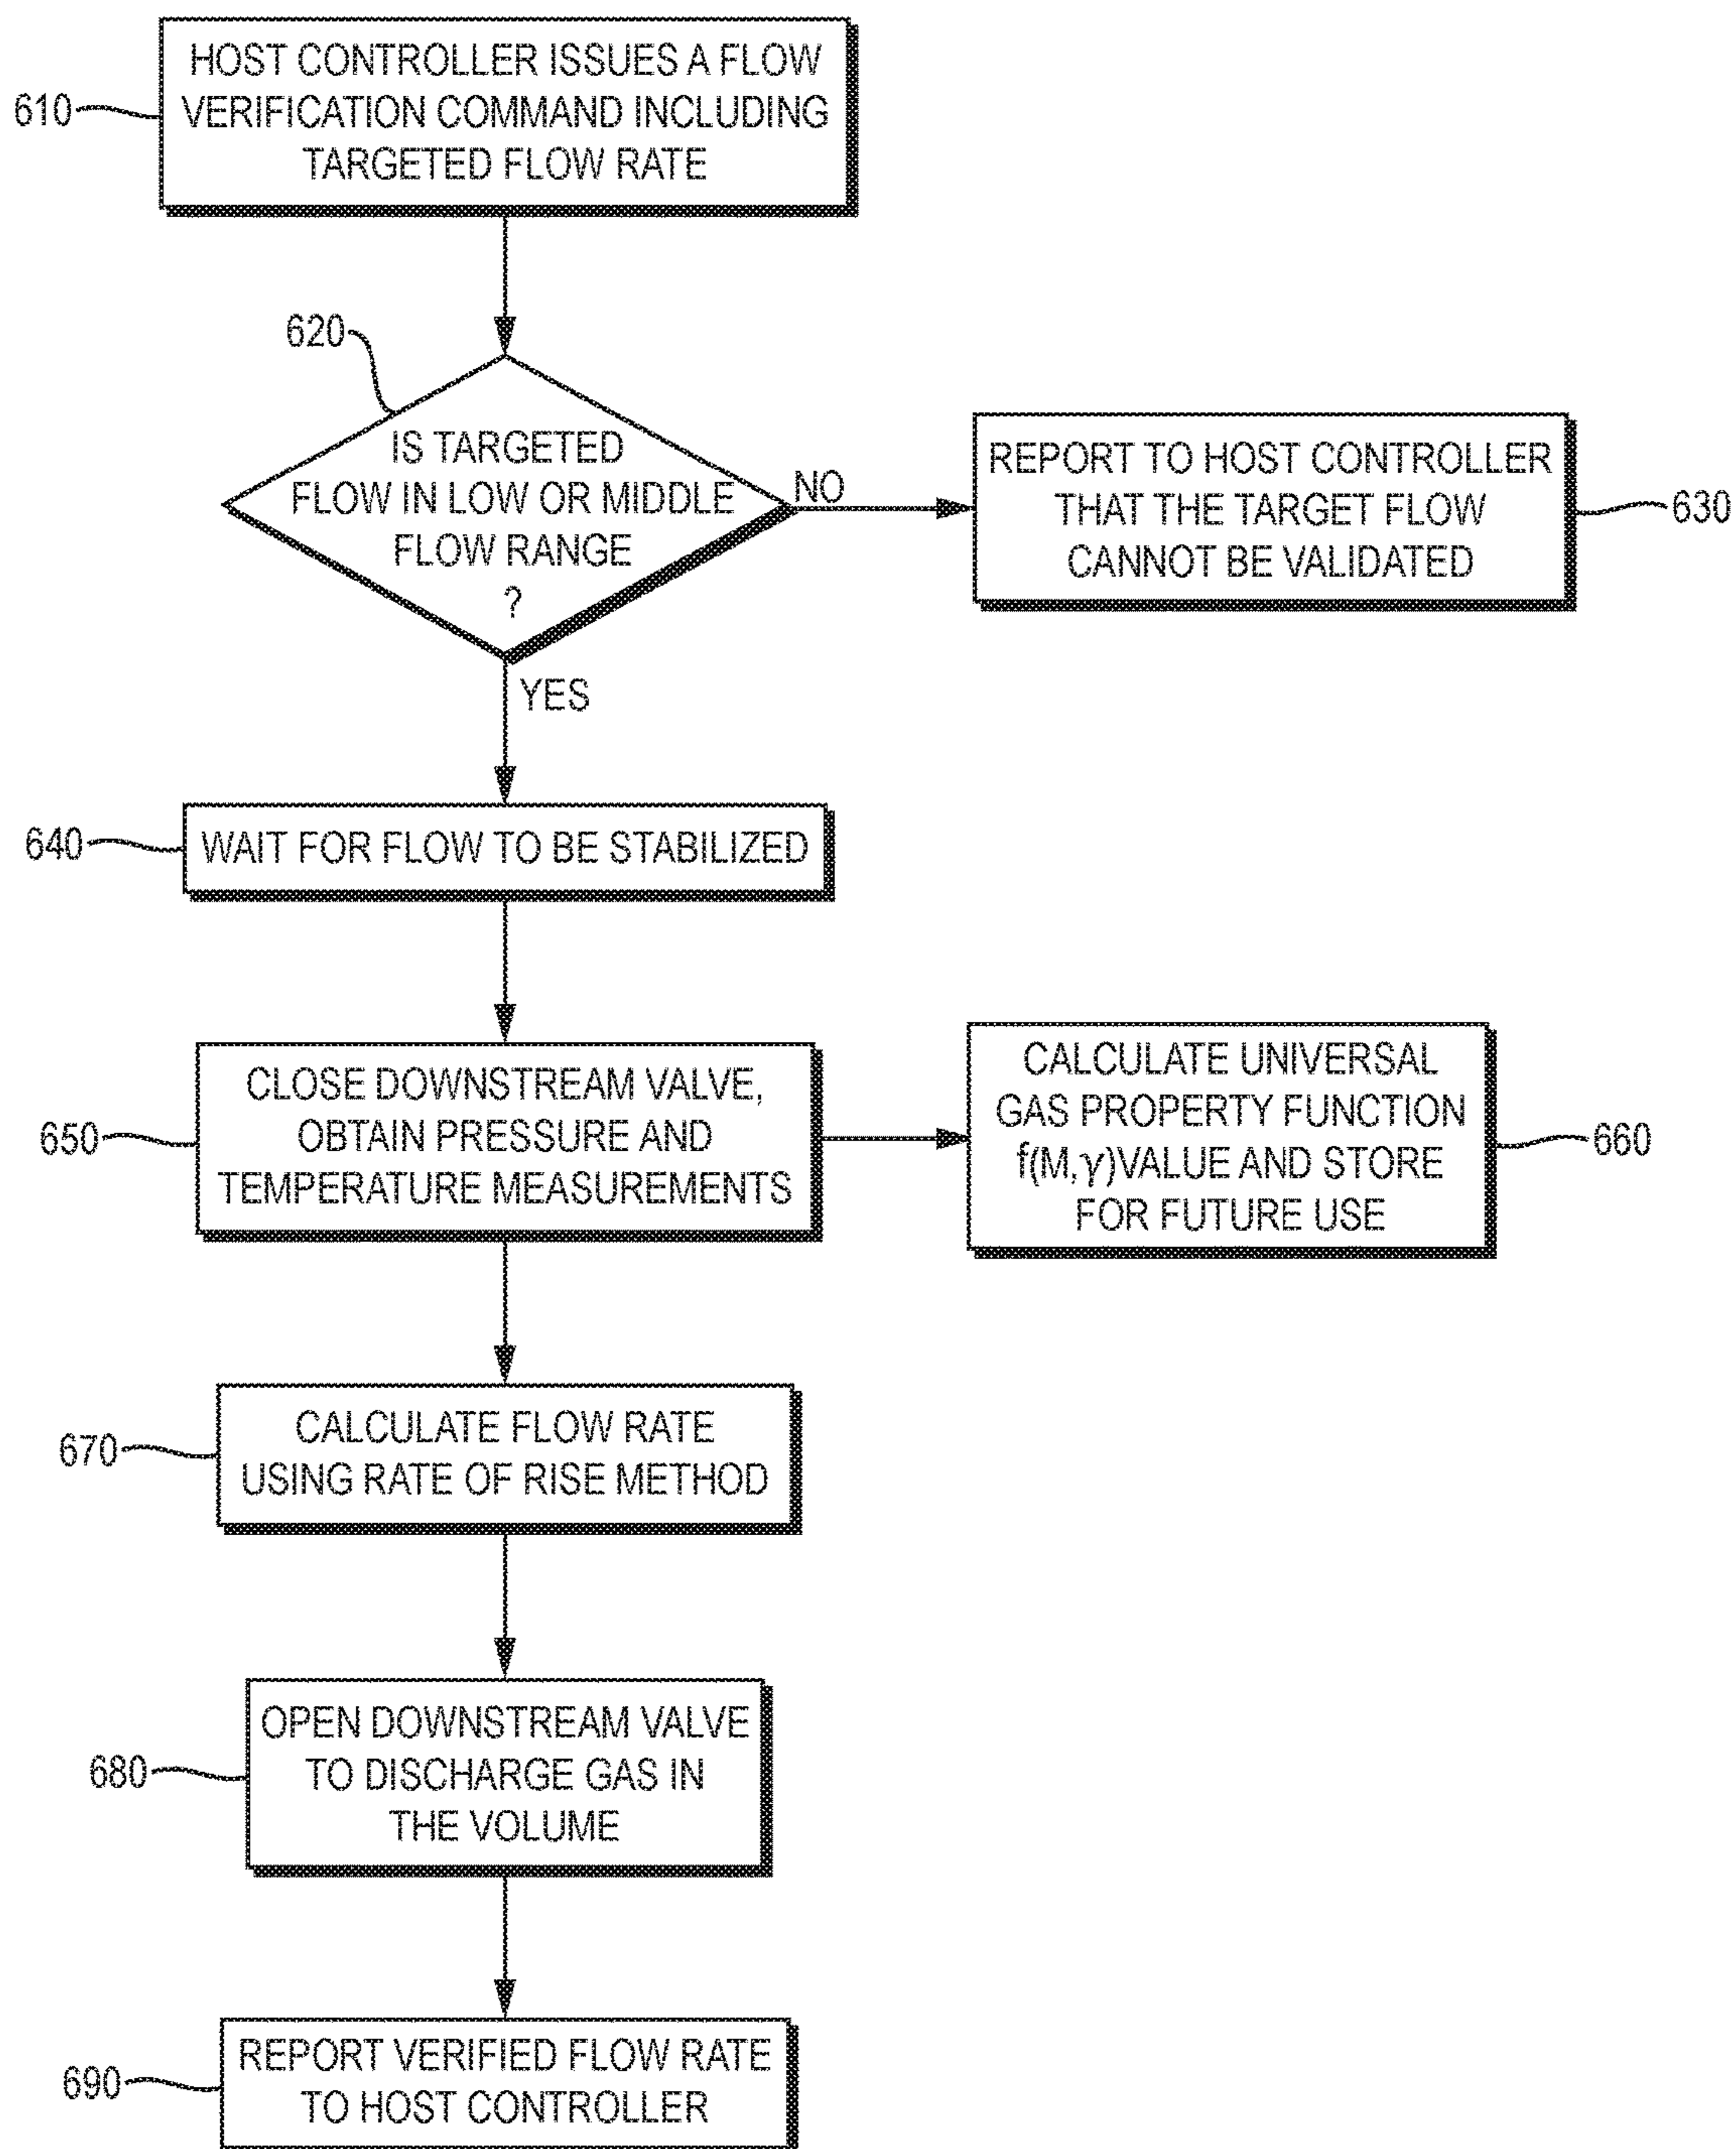 610
HOST CONTROLLER ISSUES A FLOW
VERIFICATION COMMAND INCLUDING
TARGETED FLOW RATE
620
IS TARGETED
FLOW IN LOW OR MIDDLE
FLOW RANGE
?
NO
REPORT TO HOST CONTROLLER
THAT THE TARGET FLOW
CANNOT BE VALIDATED
630
YES
640
WAIT FOR FLOW TO BE STABILIZED
650
CLOSE DOWNSTREAM VALVE,
OBTAIN PRESSURE AND
TEMPERATURE MEASUREMENTS
CALCULATE UNIVERSAL
GAS PROPERTY FUNCTION
f(M,γ)VALUE AND STORE
FOR FUTURE USE
660
670
CALCULATE FLOW RATE
USING RATE OF RISE METHOD
680
OPEN DOWNSTREAM VALVE
TO DISCHARGE GAS IN
THE VOLUME
690
REPORT VERIFIED FLOW RATE
TO HOST CONTROLLER